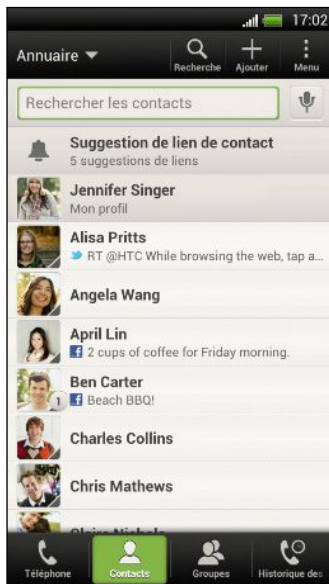 17:02
Annuaire
Recherche Ajouter Menu
Rechercher les contacts
Suggestion de lien de contact
5 suggestions de liens
Jennifer Singer
Mon profil
Alisa Pritts
RT @HTC While browsing the web, tap a...
Angela Wang
April Lin
2 cups of coffee for Friday morning.
Ben Carter
1 Beach BBQ!
Charles Collins
Chris Mathews
Claire Nichols
Téléphone Contacts Groupes Historique des